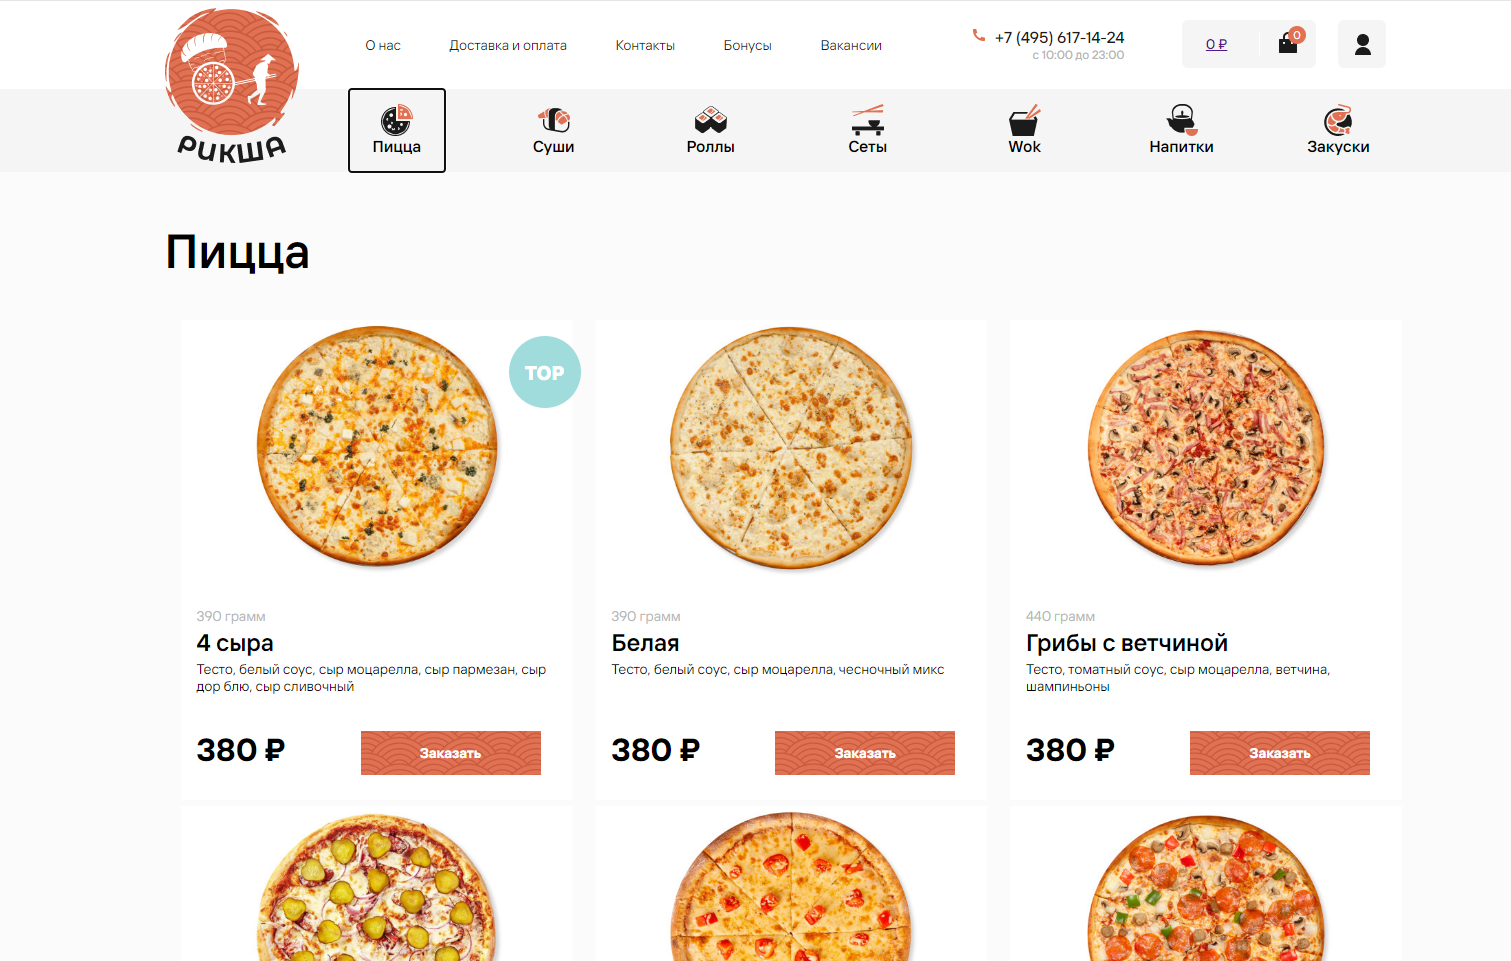 О нас
Доставка и оплата
Контакты
Бонусы
Вакансии
+7 (495) 617-14-24
с 10:00 до 23:00
0 ₽
0
РИКША
Пицца
Суши
Роллы
Сеты
Wok
Напитки
Закуски
Пицца
TOP
390 грамм
4 сыра
Тесто, белый соус, сыр моцарелла, сыр пармезан, сыр
дор блю, сыр сливочный
380 ₽
Заказать
390 грамм
Белая
Тесто, белый соус, сыр моцарелла, чесночный микс
380 ₽
Заказать
440 грамм
Грибы с ветчиной
Тесто, томатный соус, сыр моцарелла, ветчина,
шампиньоны
380 ₽
Заказать